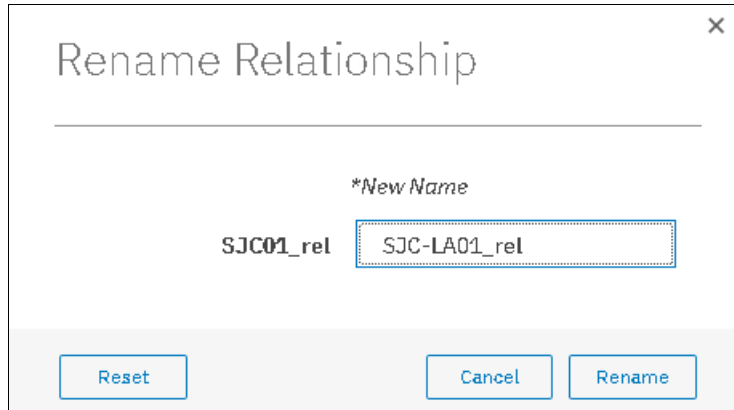 ×
Rename Relationship
*New Name
SJC01_rel SJC-LA01_rel
Reset Cancel Rename